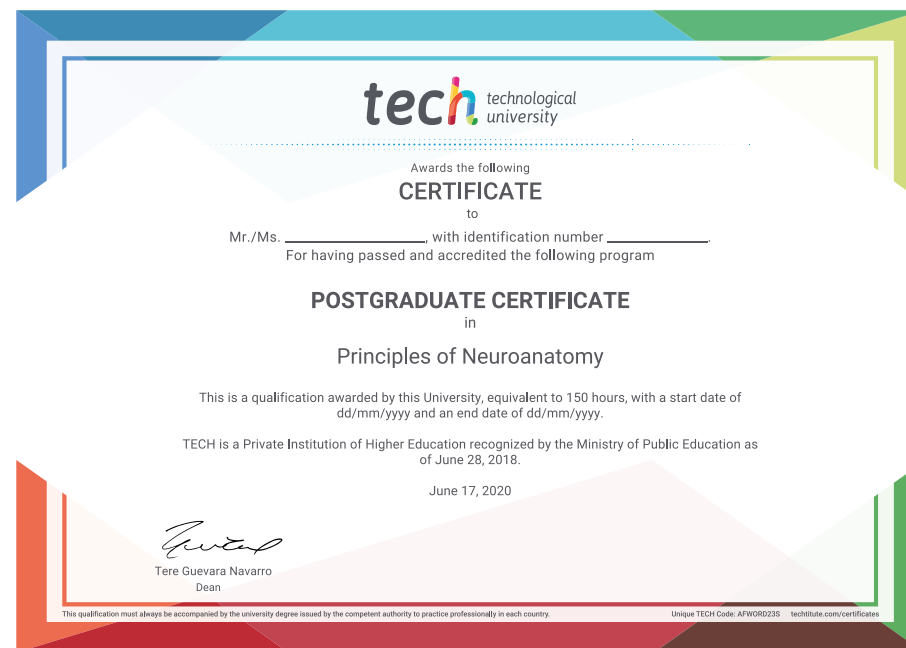 tech technological
university
Awards the following
CERTIFICATE
to
Mr./Ms. ____________________, with identification number ______________.
For having passed and accredited the following program
POSTGRADUATE CERTIFICATE
in
Principles of Neuroanatomy
This is a qualification awarded by this University, equivalent to 150 hours, with a start date of
dd/mm/yyyy and an end date of dd/mm/yyyy.
TECH is a Private Institution of Higher Education recognized by the Ministry of Public Education as
of June 28, 2018.
June 17, 2020
Tere Guevara Navarro
Dean
This qualification must always be accompanied by the university degree issued by the competent authority to practice professionally in each country. Unique TECH Code: AFWORD23S techtitute.com/certificates